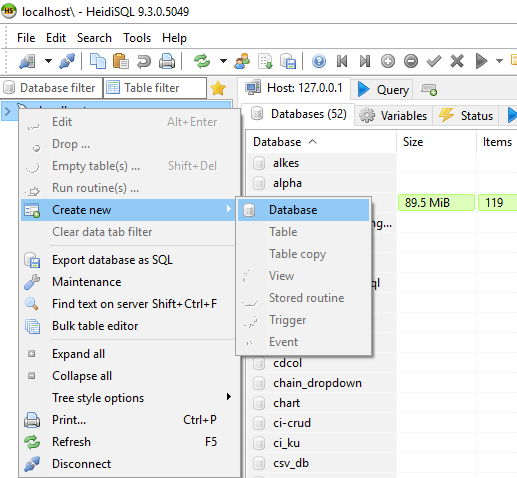 HS localhost\ - HeidiSQL 9.3.0.5049
File Edit Search Tools Help
Database filter Table filter
Host: 127.0.0.1 Query
Databases (52) Variables Status
Database Size Items
alkes
alpha
89.5 MiB 119
ng...
ql
cdcol
chain_dropdown
chart
ci-crud
ci_ku
csv_db
Edit Alt+Enter
Drop ...
Empty table(s) ... Shift+Del
Run routine(s) ...
Create new
Clear data tab filter
Export database as SQL
Maintenance
Find text on server Shift+Ctrl+F
Bulk table editor
Expand all
Collapse all
Tree style options
Print... Ctrl+P
Refresh F5
Disconnect
Database
Table
Table copy
View
Stored routine
Trigger
Event